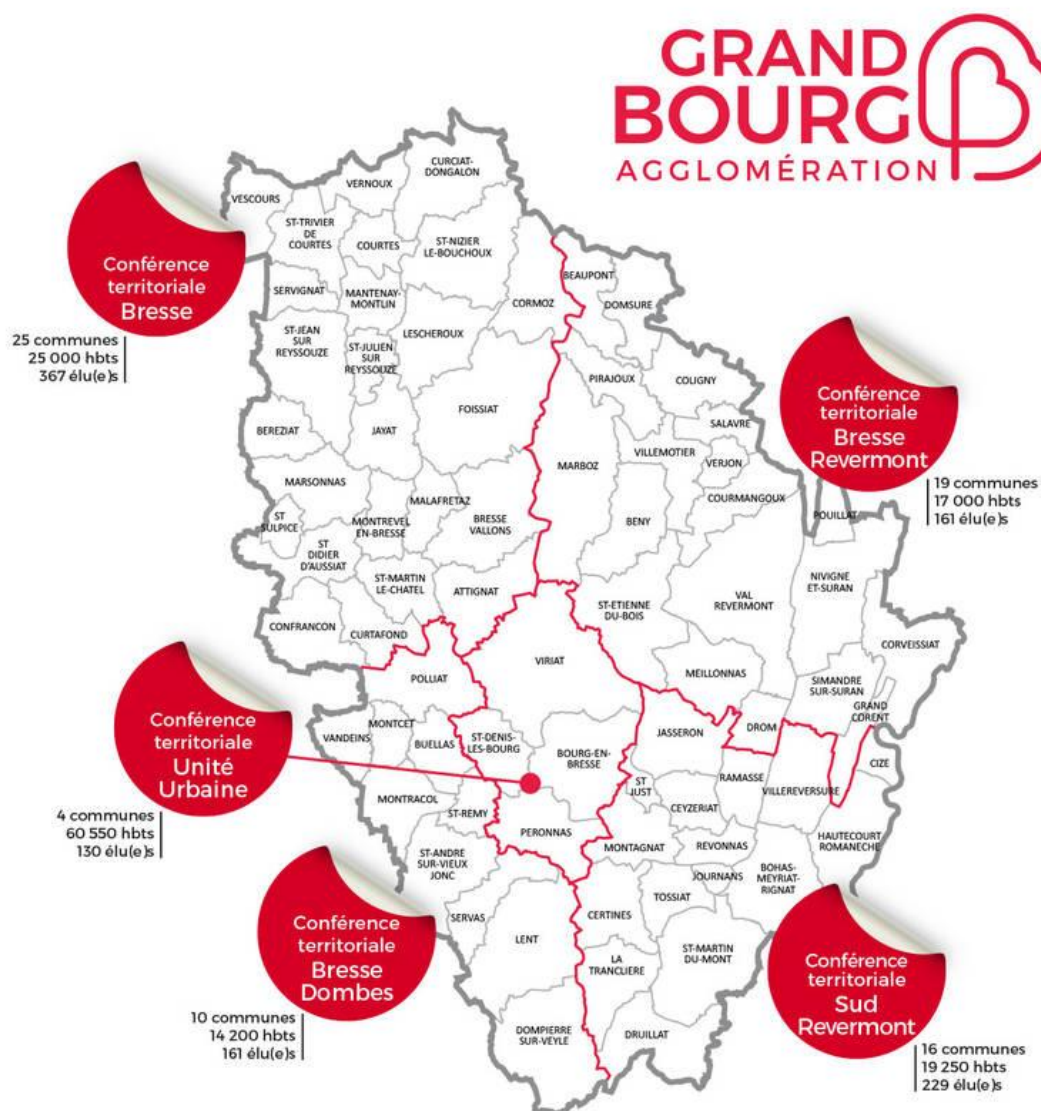 GRAND
BOURG
AGGLOMÉRATION
Conférence
territoriale
Bresse
25 communes
25 000 hbts
367 élu(e)s
VESCOURS
VERNOUX
CURCIAT-
DONGALON
ST-TRIVIER
DE
COURTES
COURTES
ST-NIZIER
LE-BOUCHOUX
SERVIGNAT
MANTENAY-
MONTLIN
CORMOZ
BEAUPONT
DOMSURE
ST-JEAN
SUR
REYSSOUZE
ST-JULIEN
SUR
REYSSOUZE
LESCHEROUX
FOISSIAT
PIRAJOUX
COLIGNY
BEREZIAT
JAYAT
SALAVRE
MARBOZ
VILLEMOTIER
VERJON
MARSONNAS
MALAFRETAZ
COURMANGOUX
ST
SULPICE
MONTREVEL
EN-BRESSE
BRESSE
VALLONS
BENY
POUILLAT
ST
DIDIER
D'AUSSIAT
ST-MARTIN
LE-CHATEL
ATTIGNAT
ST-ETIENNE
DU-BOIS
VAL
REVERMONT
NIVIGNE
ET-SURAN
CONFRANCON
CURTAFOND
CORVEISSIAT
Conférence
territoriale
Bresse
Revermont
19 communes
17 000 hbts
161 élu(e)s
VIRIAT
POLLIAT
MEILLONNAS
SIMANDRE
SUR-SURAN
GRAND
CORENT
DROM
VANDEINS
MONTCET
BUELLAS
ST-DENIS-
LES-BOURG
BOURG-EN-
BRESSE
JASSERON
CIZE
RAMASSE
VILLEREVERSURE
ST
JUST
CEYZERIAT
MONTRACOL
ST-REMY
PERONNAS
MONTAGNAT
REVONNAS
HAUTECOURT
ROMANECHE
ST-ANDRE
SUR-VIEUX
JONC
JOURNANS
BOHAS-
MEYRIAT-
RIGNAT
TOSSIAT
SERVAS
LENT
CERTINES
LA
TRANCLIERE
ST-MARTIN
DU-MONT
DOMPIERRE
SUR-VEYLE
DRUILLAT
Conférence
territoriale
Unité
Urbaine
4 communes
60 550 hbts
130 élu(e)s
Conférence
territoriale
Bresse
Dombes
10 communes
14 200 hbts
161 élu(e)s
Conférence
territoriale
Sud
Revermont
16 communes
19 250 hbts
229 élu(e)s